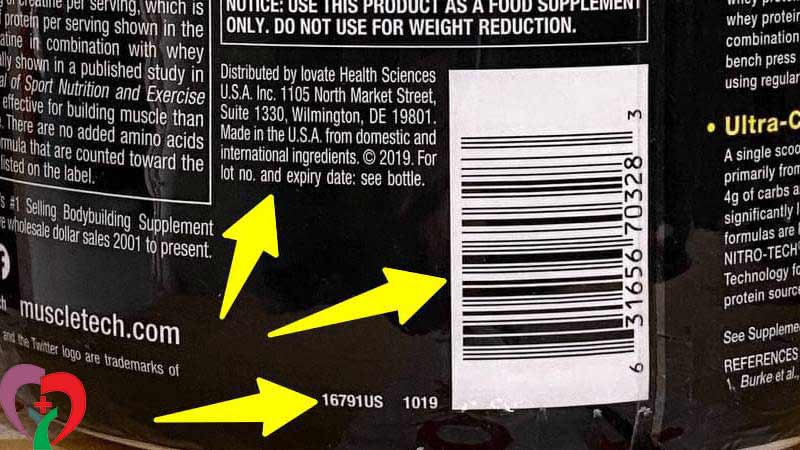 of creatine per serving, which is
protein per serving shown in the
creatine in combination with whey
shown in a published study in
of Sport Nutrition and Exercise
effective for building muscle than
There are no added amino acids
formula that are counted toward the
listed on the label.
#1 Selling Bodybuilding Supplement
wholesale dollar sales 2001 to present.
muscletech.com
and the Twitter logo are trademarks of
NOTICE: USE THIS PRODUCT AS A FOOD SUPPLEMENT
ONLY. DO NOT USE FOR WEIGHT REDUCTION.
Distributed by Iovate Health Sciences
U.S.A. Inc. 1105 North Market Street,
Suite 1330, Wilmington, DE 19801.
Made in the U.S.A. from domestic and
international ingredients. © 2019. For
lot no. and expiry date: see bottle.
16791US 1019
6 31656 70328 3
whey protein
combination
bench press
using regular
• Ultra-C
A single scoo
primarily from
4g of carbs a
significantly
formulas are
NITRO-TECH
Technology fo
protein source
See Suppleme
REFERENCES
1. Burke et al.,